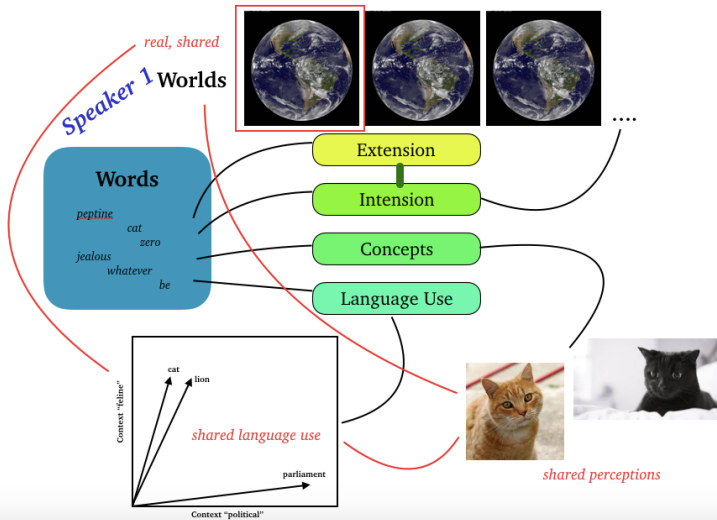 real, shared
Speaker 1
Worlds
....
Extension
Words
Intension
peptine
cat
zero
Concepts
jealous
whatever
be
Language Use
cat
lion
Context "feline"
shared language use
parliament
shared perceptions
Context "political"